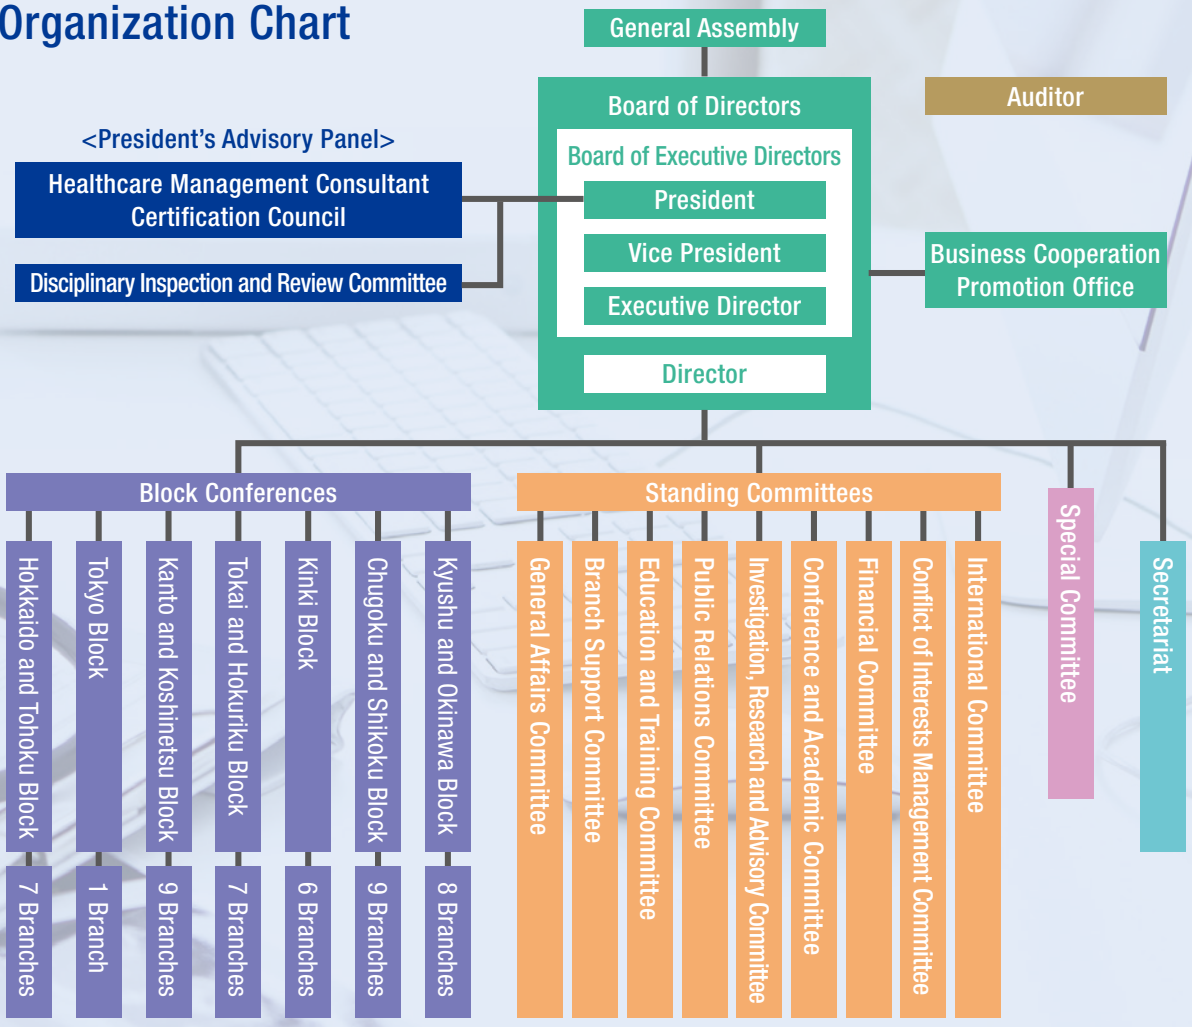 Organization Chart
General Assembly
Board of Directors
Auditor
<President's Advisory Panel>
Board of Executive Directors
Healthcare Management Consultant
Certification Council
President
Vice President
Business Cooperation
Promotion Office
Disciplinary Inspection and Review Committee
Executive Director
Director
Block Conferences
Standing Committees
Hokkaido and Tohoku Block
Tokyo Block
Kanto and Koshinetsu Block
Tokai and Hokuriku Block
Kinki Block
Chugoku and Shikoku Block
Kyushu and Okinawa Block
7 Branches
1 Branch
9 Branches
7 Branches
6 Branches
9 Branches
8 Branches
General Affairs Committee
Branch Support Committee
Education and Training Committee
Public Relations Committee
Investigation, Research and Advisory Committee
Conference and Academic Committee
Financial Committee
Conflict of Interests Management Committee
International Committee
Special Committee
Secretariat